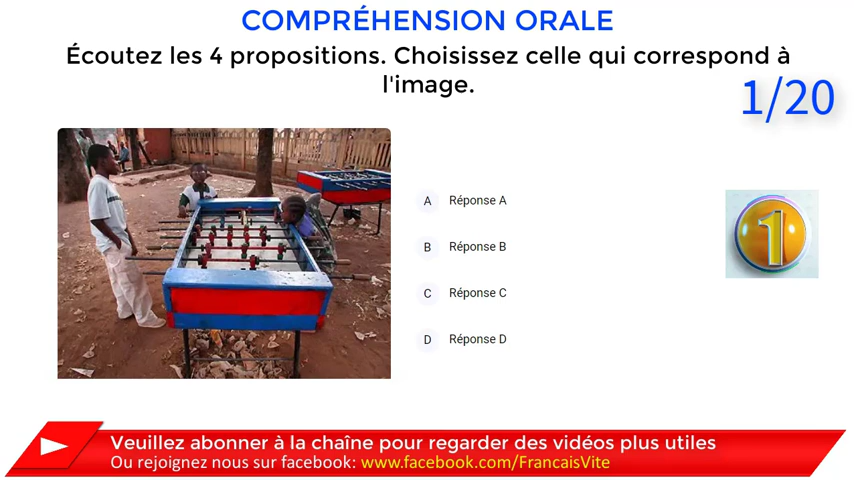 COMPRÉHENSION ORALE
Écoutez les 4 propositions. Choisissez celle qui correspond à
l'image.
1/20
A Réponse A
B Réponse B
C Réponse C
D Réponse D
1
Veuillez abonner à la chaîne pour regarder des vidéos plus utiles
Ou rejoignez nous sur facebook: www.facebook.com/FrancaisVite